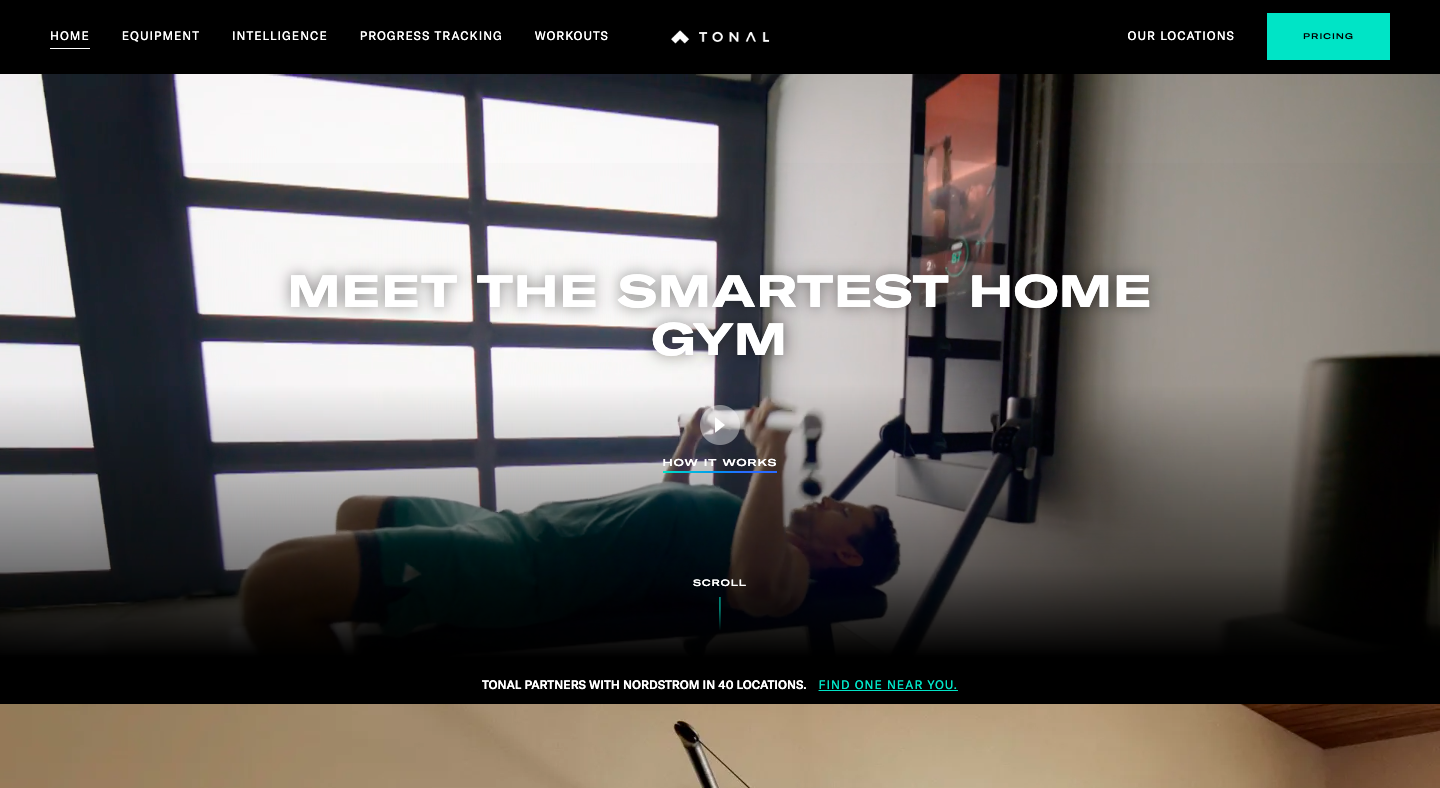 HOME
EQUIPMENT
INTELLIGENCE
PROGRESS TRACKING
WORKOUTS
TONAL
OUR LOCATIONS
PRICING
MEET THE SMARTEST HOME
GYM
HOW IT WORKS
SCROLL
TONAL PARTNERS WITH NORDSTROM IN 40 LOCATIONS. FIND ONE NEAR YOU.